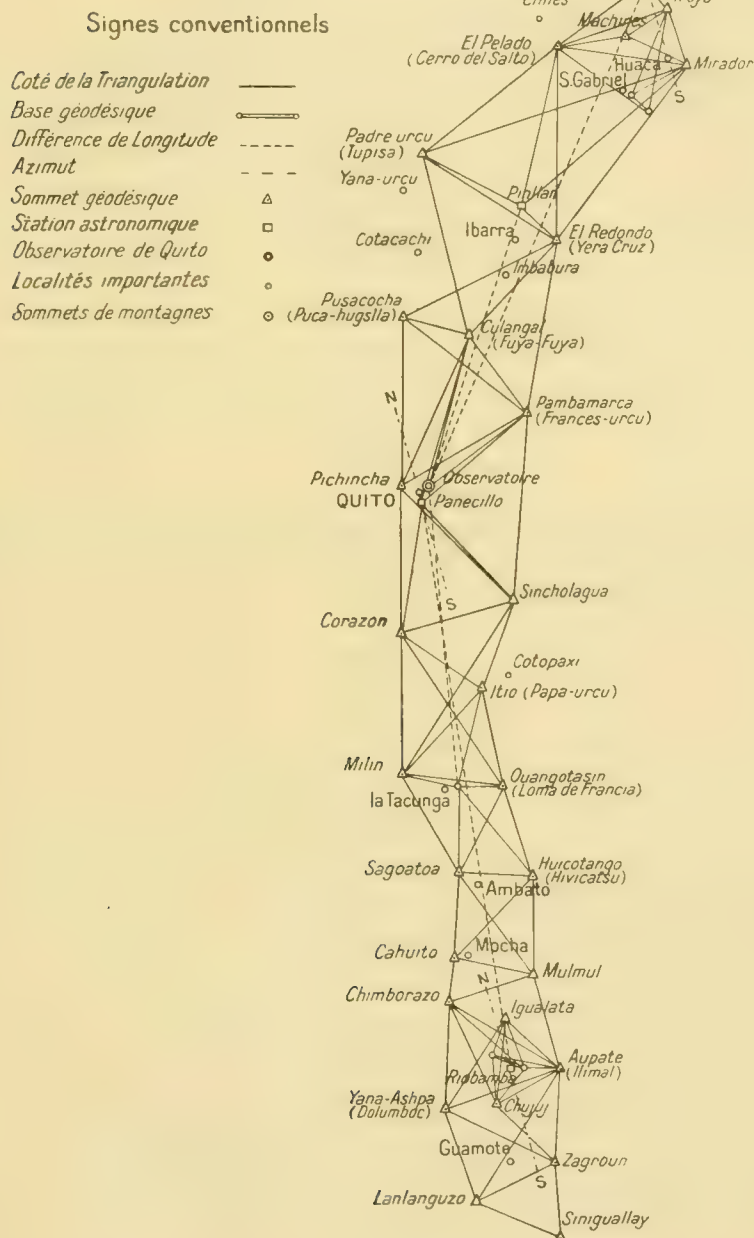 Signes conventionnels
Coté de la Triangulation
Base géodésique
Différence de Longitude
Azimut
Sommet géodésique
Station astronomique
Observatoire de Quito
Localités importantes
Sommets de montagnes
Machines
El Pelado
(Cerro del Salto)
Huaca
Mirador
S.Gabriel
S
Padre urcu
(Tupisa)
Yana-urcu
Pinllar
Ibarra
El Redondo
(Yera Cruz)
Cotacachi
Imbabura
Pusacocha
(Puca-hugslla)
Culangal
(Fuya-Fuya)
N
Pambamarca
(Frances-urcu)
Pichincha
Observatoire
QUITO
Panecillo
S
Sincholagua
Corazon
Cotopaxi
Itio (Papa-urcu)
Milin
Ouangotasin
(Loma de Francia)
la Tacunga
Sagoatoa
Huicotango
(Hivicatsu)
Ambato
Cahuito
Mocha
Mulmul
N
Chimborazo
Igualata
Aupate
(Ilimal)
Riobamba
Yana-Ashpa
(Dolumboc)
Chujuj
Guamote
Zagroun
S
Lanlanguzo
Siniguallay